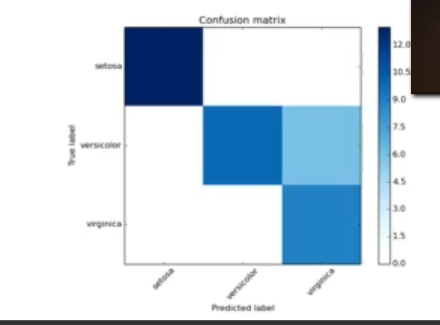 Confusion matrix
True label
setosa
versicolor
virginica
setosa
versicolor
virginica
Predicted label
12.0
10.5
9.0
7.5
6.0
4.5
3.0
1.5
0.0